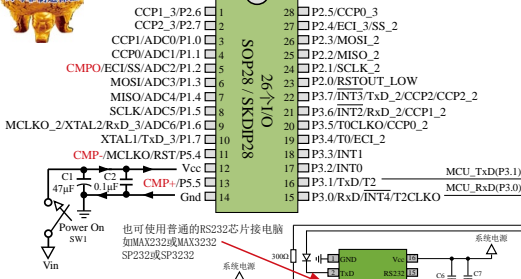 CCP1_3/P2.6 1
CCP2_3/P2.7 2
CCP1/ADC0/P1.0 3
CCP0/ADC1/P1.1 4
CMPO/ECI/SS/ADC2/P1.2 5
MOSI/ADC3/P1.3 6
MISO/ADC4/P1.4 7
SCLK/ADC5/P1.5 8
MCLKO_2/XTAL2/RxD_3/ADC6/P1.6 9
XTAL1/TxD_3/P1.7 10
CMP-/MCLKO/RST/P5.4 11
Vcc 12
CMP+/P5.5 13
Gnd 14
SOP28 / SKDIP28
26个I/O
28 P2.5/CCP0_3
27 P2.4/ECI_3/SS_2
26 P2.3/MOSI_2
25 P2.2/MISO_2
24 P2.1/SCLK_2
23 P2.0/RSTOUT_LOW
22 P3.7/INT3/TxD_2/CCP2/CCP2_2
21 P3.6/INT2/RxD_2/CCP1_2
20 P3.5/T0CLKO/CCP0_2
19 P3.4/T0/ECI_2
18 P3.3/INT1
17 P3.2/INT0
16 P3.1/TxD/T2
15 P3.0/RxD/INT4/T2CLKO
MCU_TxD(P3.1)
MCU_RxD(P3.0)
C1
47μF
C2
0.1μF
Power On
SW1
Vin
也可使用普通的RS232芯片接电脑
如MAX232或MAX3232
SP232或SP3232
系统电源
300Ω
1 GND
Vcc 16
2 TxD
RS232 15
系统电源
C6
C7